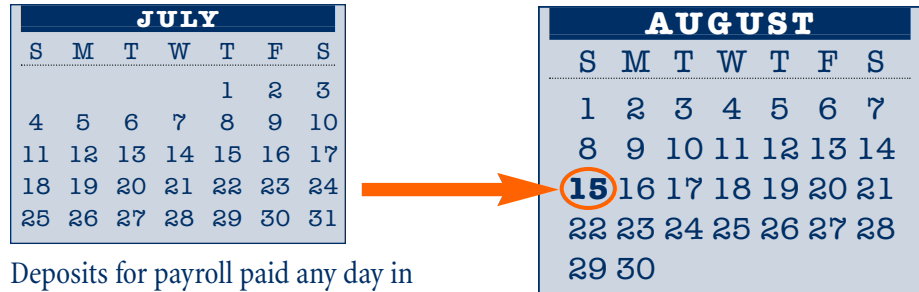 JULY
S M T W T F S
1 2 3
4 5 6 7 8 9 10
11 12 13 14 15 16 17
18 19 20 21 22 23 24
25 26 27 28 29 30 31
Deposits for payroll paid any day in
AUGUST
S M T W T F S
1 2 3 4 5 6 7
8 9 10 11 12 13 14
15 16 17 18 19 20 21
22 23 24 25 26 27 28
29 30